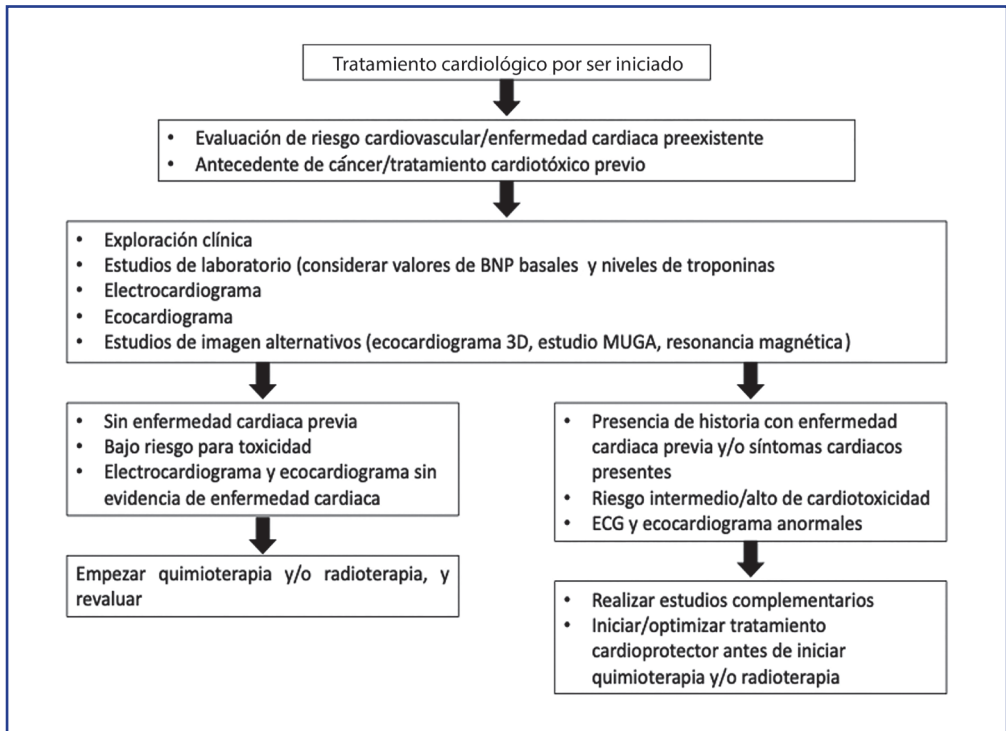 Tratamiento cardiológico por ser iniciado
• Evaluación de riesgo cardiovascular/enfermedad cardiaca preexistente
• Antecedente de cáncer/tratamiento cardiotóxico previo
• Exploración clínica
• Estudios de laboratorio (considerar valores de BNP basales y niveles de troponinas
• Electrocardiograma
• Ecocardiograma
• Estudios de imagen alternativos (ecocardiograma 3D, estudio MUGA, resonancia magnética)
• Sin enfermedad cardiaca previa
• Bajo riesgo para toxicidad
• Electrocardiograma y ecocardiograma sin
evidencia de enfermedad cardiaca
Empezar quimioterapia y/o radioterapia, y
revaluar
• Presencia de historia con enfermedad
cardiaca previa y/o síntomas cardiacos
presentes
• Riesgo intermedio/alto de cardiotoxicidad
• ECG y ecocardiograma anormales
• Realizar estudios complementarios
• Iniciar/optimizar tratamiento
cardioprotector antes de iniciar
quimioterapia y/o radioterapia